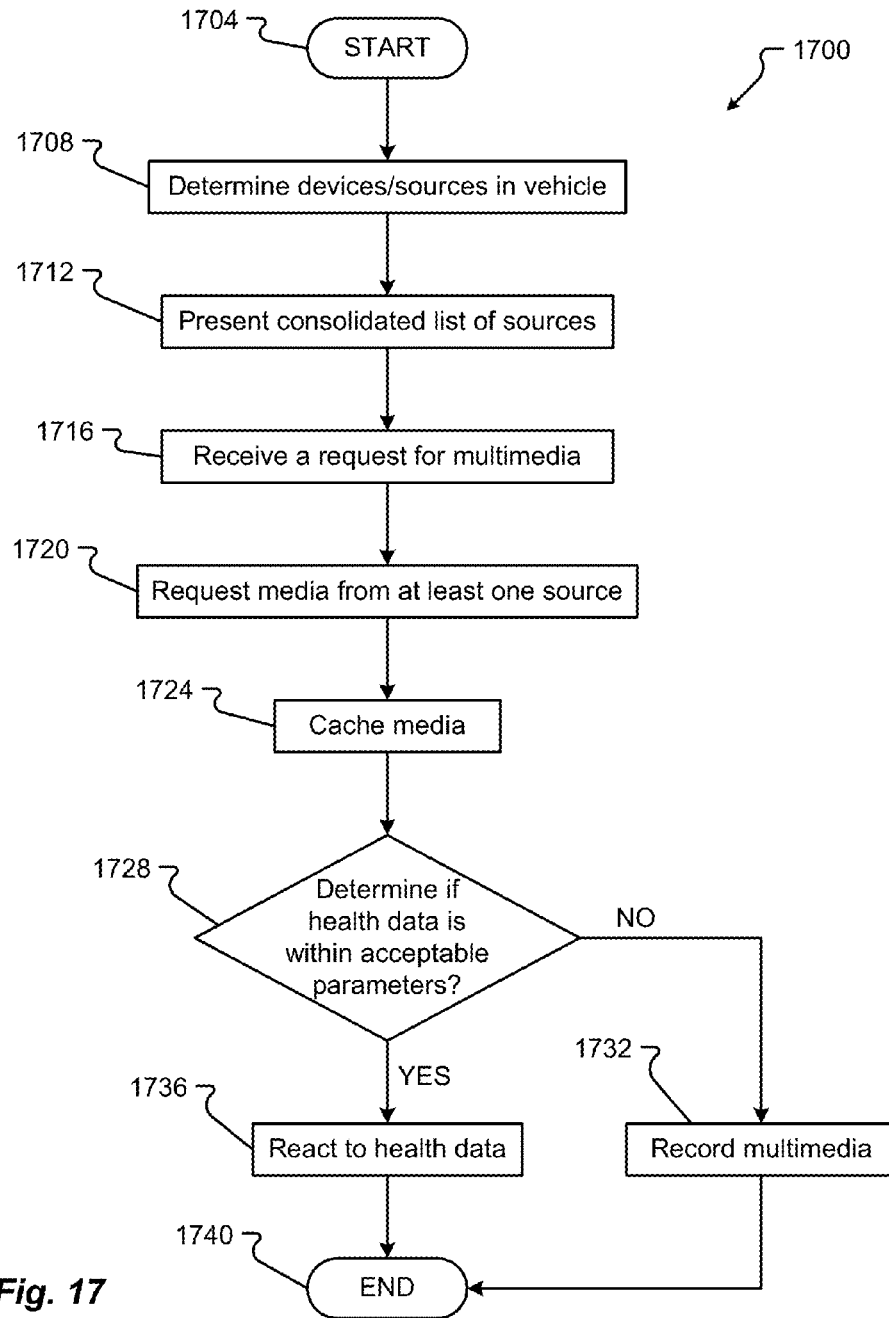 1704
START
1700
1708
Determine devices/sources in vehicle
1712
Present consolidated list of sources
1716
Receive a request for multimedia
1720
Request media from at least one source
1724
Cache media
1728
Determine if
health data is
within acceptable
parameters?
NO
YES
1736
React to health data
1732
Record multimedia
1740
END
Fig. 17